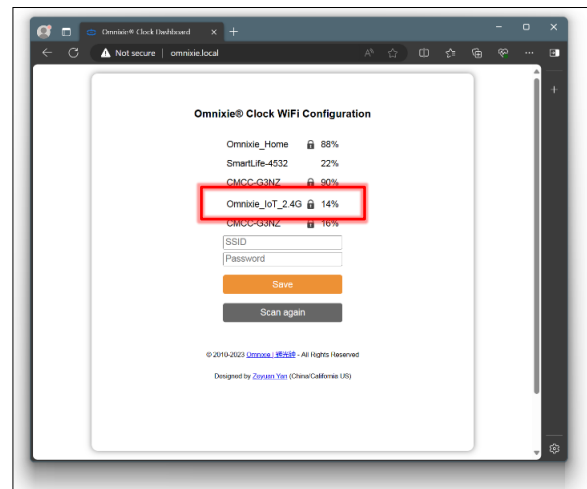 Omnixie® Clock Dashboard
Not secure | omnixie.local
Omnixie® Clock WiFi Configuration
Omnixie_Home 88%
SmartLife-4532 22%
CMCC-G3NZ 90%
Omnixie_IoT_2.4G 14%
CMCC-G3NZ 16%
SSID
Password
Save
Scan again
© 2010-2023 Omnixie | - All Rights Reserved
Designed by Zeyuan Yan (China/California US)